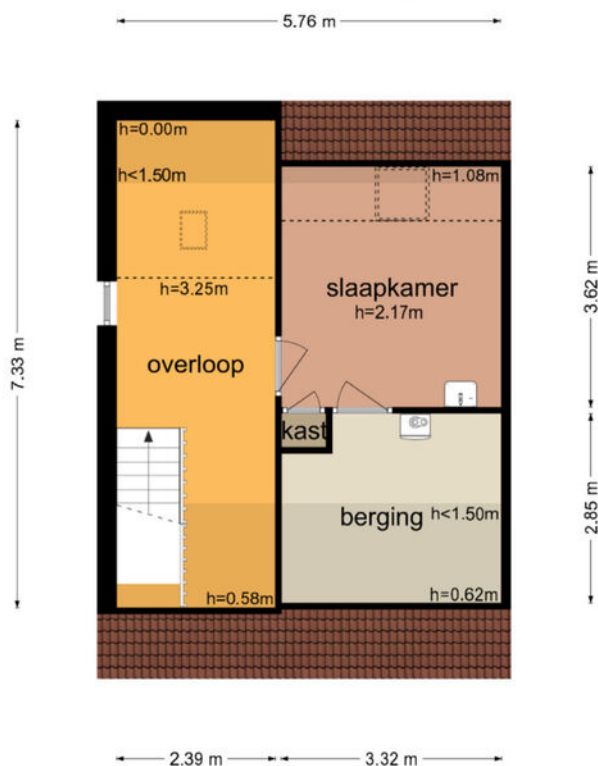 5.76 m
h=0.00m
h<1.50m
h=1.08m
h=3.25m
slaapkamer
h=2.17m
3.62 m
7.33 m
overloop
kast
berging
h<1.50m
2.85 m
h=0.58m
h=0.62m
2.39 m
3.32 m